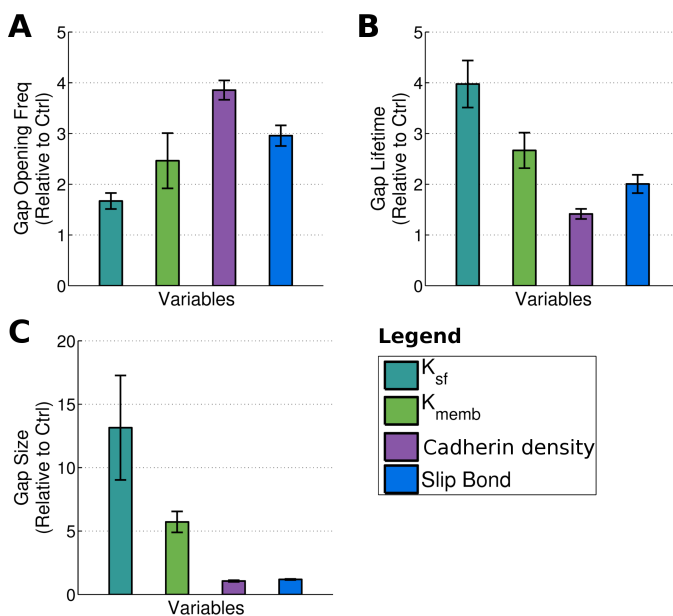 A
Gap Opening Freq
(Relative to Ctrl)
5
4
3
2
1
0
Variables
B
Gap Lifetime
(Relative to Ctrl)
5
4
3
2
1
0
Variables
C
Gap Size
(Relative to Ctrl)
20
15
10
5
0
Variables
Legend
K_sf
K_memb
Cadherin density
Slip Bond